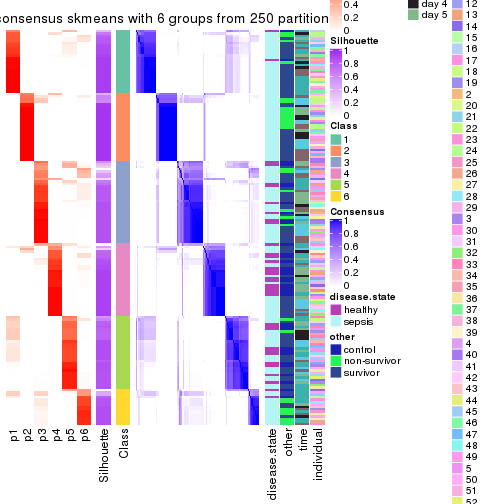 consensus skmeans with 6 groups from 250 partition
0.4
0.2
0
Silhouette
1
0.8
0.6
0.4
0.2
0
Class
1
2
3
4
5
6
Consensus
1
0.8
0.6
0.4
0.2
0
disease.state
healthy
sepsis
other
control
non-survivor
survivor
day 4
day 5
12
13
14
15
16
17
18
19
2
20
21
22
23
24
25
26
27
28
29
3
30
31
32
33
34
35
36
37
38
39
4
40
41
42
43
44
45
46
47
48
49
5
50
51
52
p1
p2
p3
p4
p5
p6
Silhouette
Class
disease.state
other
time
individual